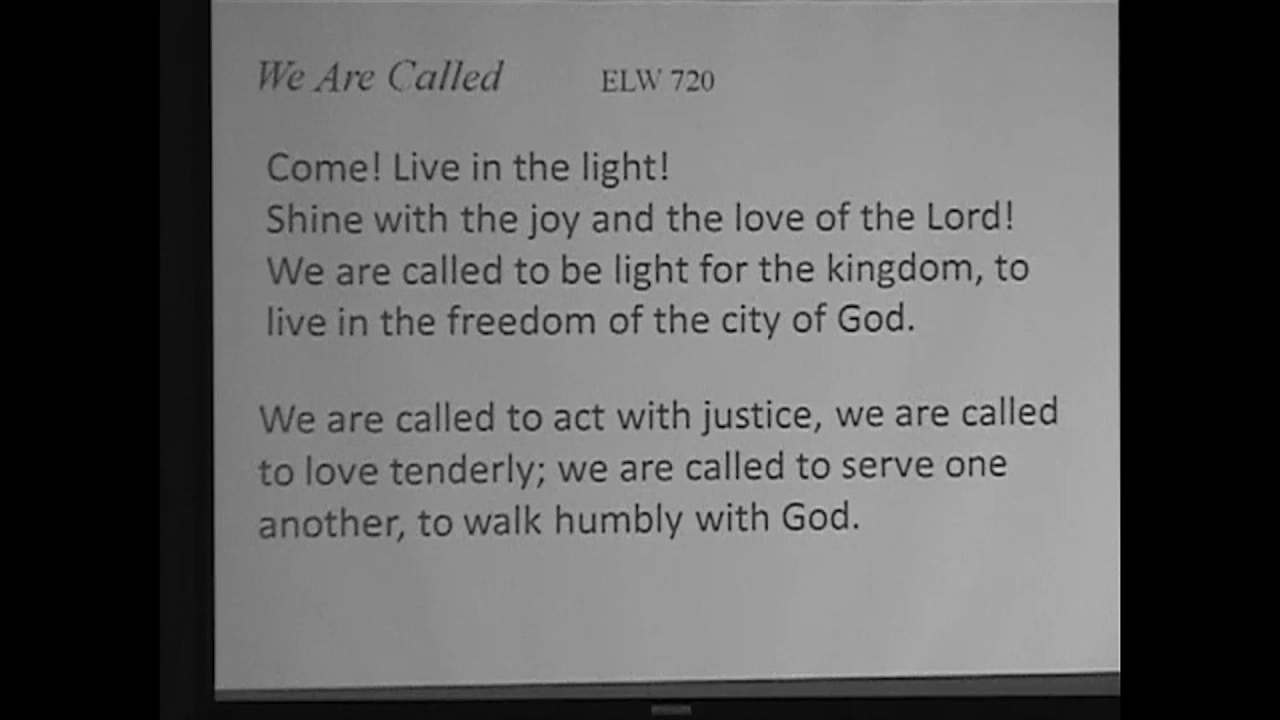 We Are Called ELW 720
Come! Live in the light!
Shine with the joy and the love of the Lord!
We are called to be light for the kingdom, to
live in the freedom of the city of God.
We are called to act with justice, we are called
to love tenderly; we are called to serve one
another, to walk humbly with God.